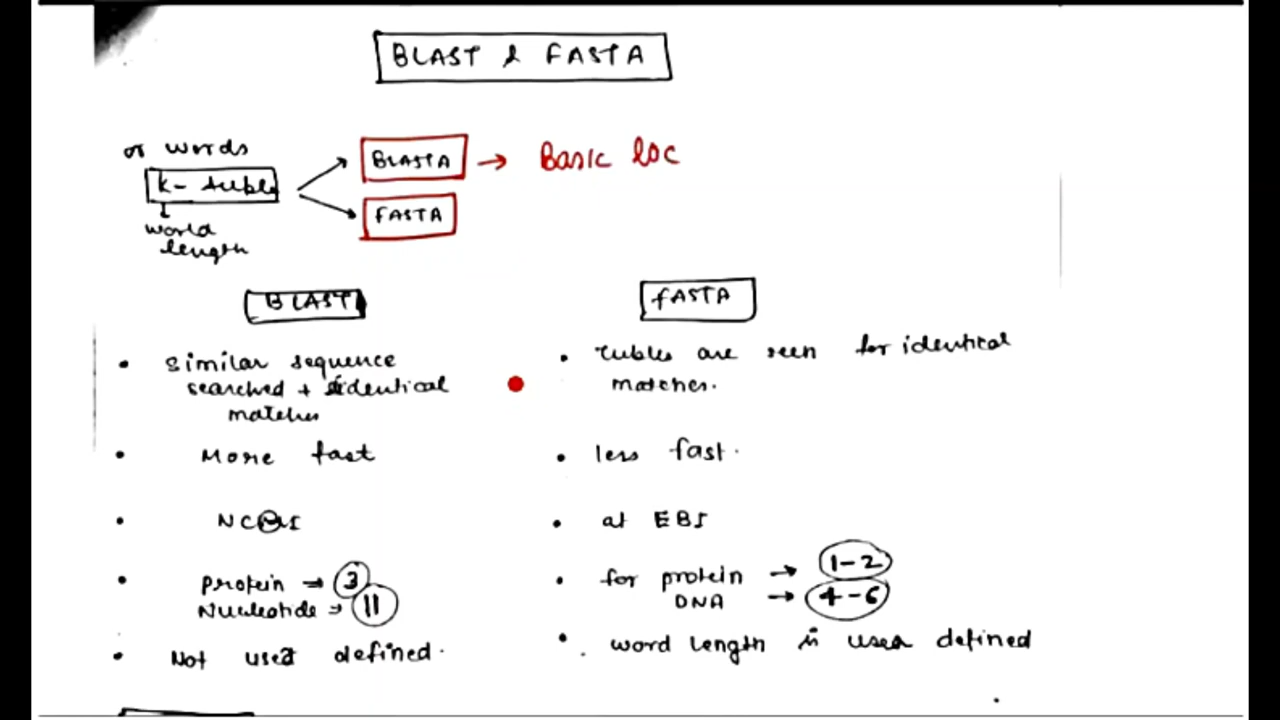 BLAST & FASTA
or words
k- tuble
BLASTA → Basic loc
FASTA
world
length
BLAST
FASTA
• Similar sequence
searched + identical
matches
• Tubles are seen for identical
matches.
• More fast
• less fast.
• NCBI
• at EBI
• Protein → 3
Nucleotide → 11
• for protein → 1-2
DNA → 4-6
• Not used defined.
• word length is user defined